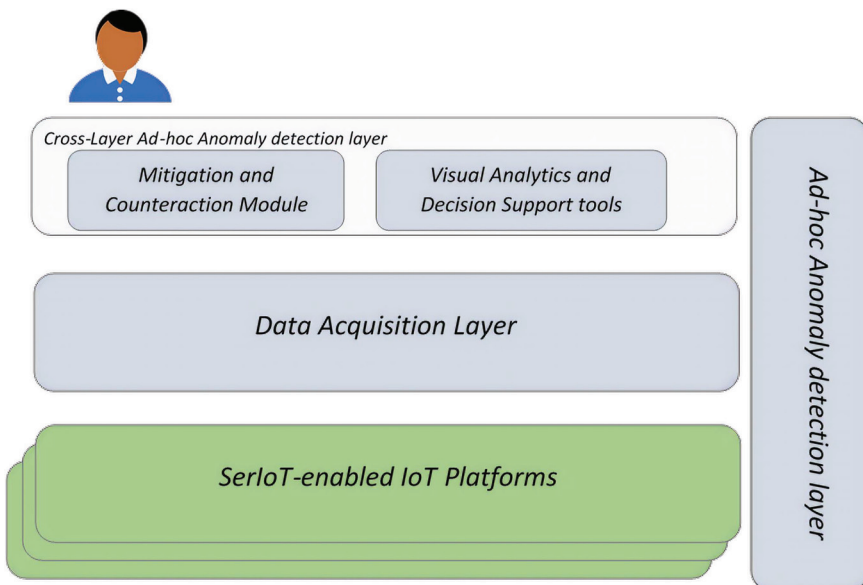 Cross-Layer Ad-hoc Anomaly detection layer
Mitigation and
Counteraction Module
Visual Analytics and
Decision Support tools
Data Acquisition Layer
SerIoT-enabled IoT Platforms
Ad-hoc Anomaly detection layer